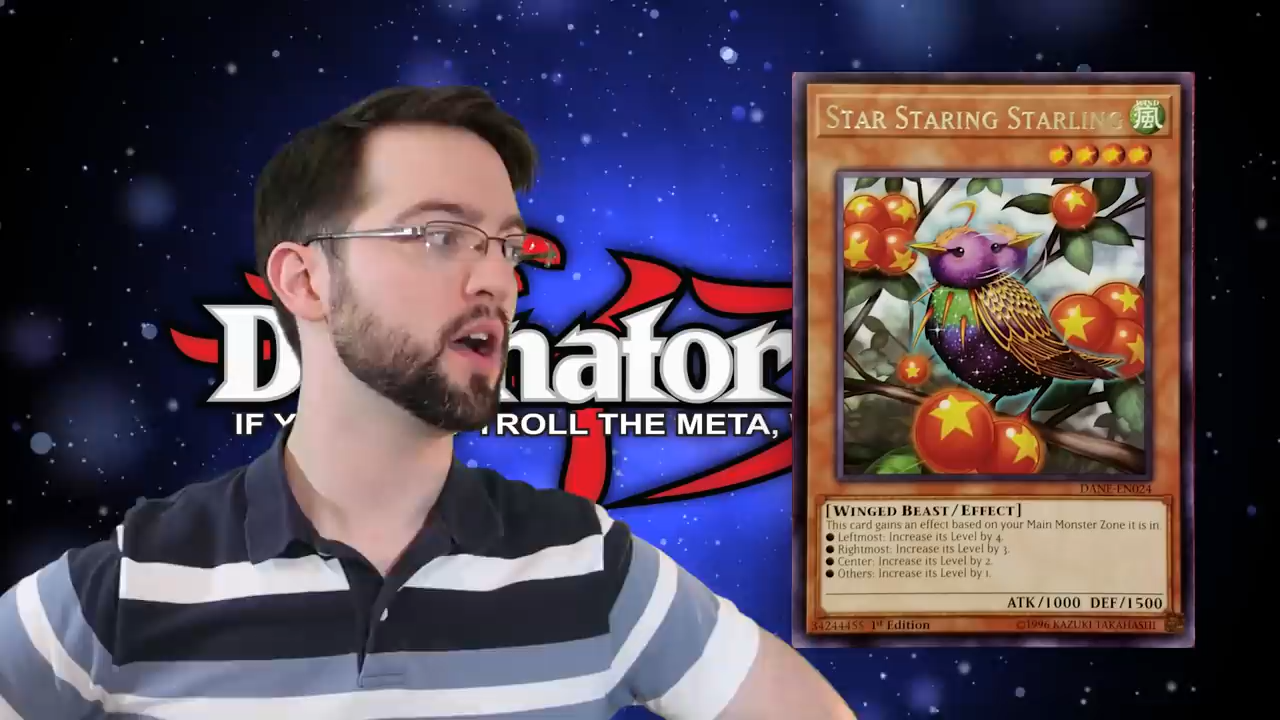 STAR STARING STARLING
WIND
風
nator
IF Y TROLL THE META,
DANE-EN024
[WINGED BEAST/EFFECT]
This card gains an effect based on your Main Monster Zone it is in.
● Leftmost: Increase its Level by 4.
● Rightmost: Increase its Level by 3.
● Center: Increase its Level by 2.
● Others: Increase its Level by 1.
ATK/1000 DEF/1500
34244455 1st Edition ©1996 KAZUKI TAKAHASHI